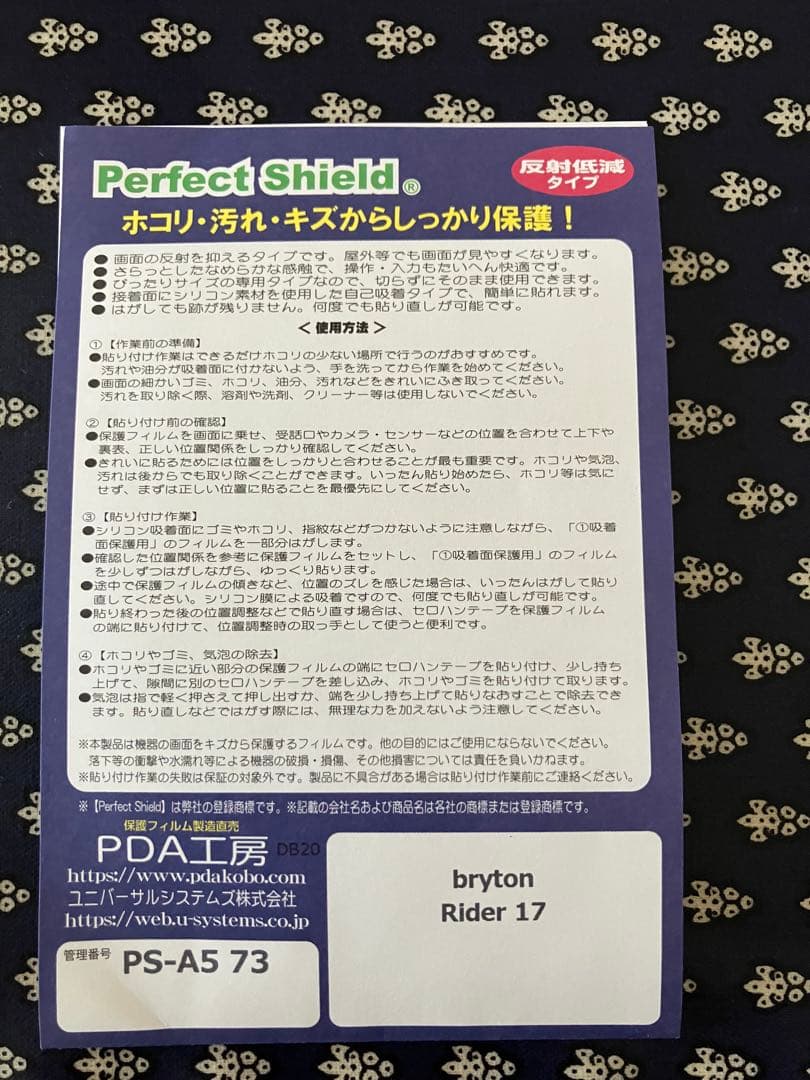 Perfect Shield®
反射低減
タイプ
ホコリ・汚れ・キズからしっかり保護！
● 画面の反射を抑えるタイプです。屋外等でも画面が見やすくなります。
● さらっとしたなめらかな感触で、操作・入力もたいへん快適です。
● ぴったりサイズの専用タイプなので、切らずにそのまま使用できます。
● 接着面にシリコン素材を使用した自己吸着タイプで、簡単に貼れます。
● はがしても跡が残りません。何度でも貼り直しが可能です。
＜ 使用方法 ＞
① 【作業前の準備】
●貼り付け作業はできるだけホコリの少ない場所で行うのがおすすめです。
汚れや油分が吸着面に付かないよう、手を洗ってから作業を始めてください。
●画面の細かいゴミ、ホコリ、油分、汚れなどをきれいにふき取ってください。
汚れを取り除く際、溶剤や洗剤、クリーナー等は使用しないでください。
② 【貼り付け前の確認】
●保護フィルムを画面に乗せ、受話口やカメラ・センサーなどの位置を合わせて上下や
裏表、正しい位置関係をしっかり確認してください。
●きれいに貼るためには位置をしっかりと合わせることが最も重要です。ホコリや気泡、
汚れは後からでも取り除くことができます。いったん貼り始めたら、ホコリ等は気に
せず、まずは正しい位置に貼ることを最優先にしてください。
③ 【貼り付け作業】
●シリコン吸着面にゴミやホコリ、指紋などがつかないように注意しながら、「①吸着
面保護用」のフィルムを一部分はがします。
●確認した位置関係を参考に保護フィルムをセットし、「①吸着面保護用」のフィルム
を少しずつはがしながら、ゆっくり貼ります。
●途中で保護フィルムの傾きなど、位置のズレを感じた場合は、いったんはがして貼り
直してください。シリコン膜による吸着ですので、何度でも貼り直しが可能です。
●貼り終わった後の位置調整などで貼り直す場合は、セロハンテープを保護フィルム
の端に貼り付けて、位置調整時の取っ手として使うと便利です。
④ 【ホコリやゴミ、気泡の除去】
●ホコリやゴミに近い部分の保護フィルムの端にセロハンテープを貼り付け、少し持ち
上げて、隙間に別のセロハンテープを差し込み、ホコリやゴミを貼り付けて取ります。
●気泡は指で軽く押さえて押し出すか、端を少し持ち上げて貼りなおすことで除去でき
ます。貼り直しなどではがす際には、無理な力を加えないよう注意してください。
※本製品は機器の画面をキズから保護するフィルムです。他の目的にはご使用にならないでください。
落下等の衝撃や水濡れ等による機器の破損・損傷、その他損害については責任を負いかねます。
※貼り付け作業の失敗は保証の対象外です。製品に不具合がある場合は貼り付け作業前にご連絡ください。
※【Perfect Shield】は弊社の登録商標です。※記載の会社名および商品名は各社の商標または登録商標です。
保護フィルム製造直売
PDA工房 DB20
https://www.pdakobo.com
ユニバーサルシステムズ株式会社
https://web.u-systems.co.jp
管理番号 PS-A5 73
bryton
Rider 17